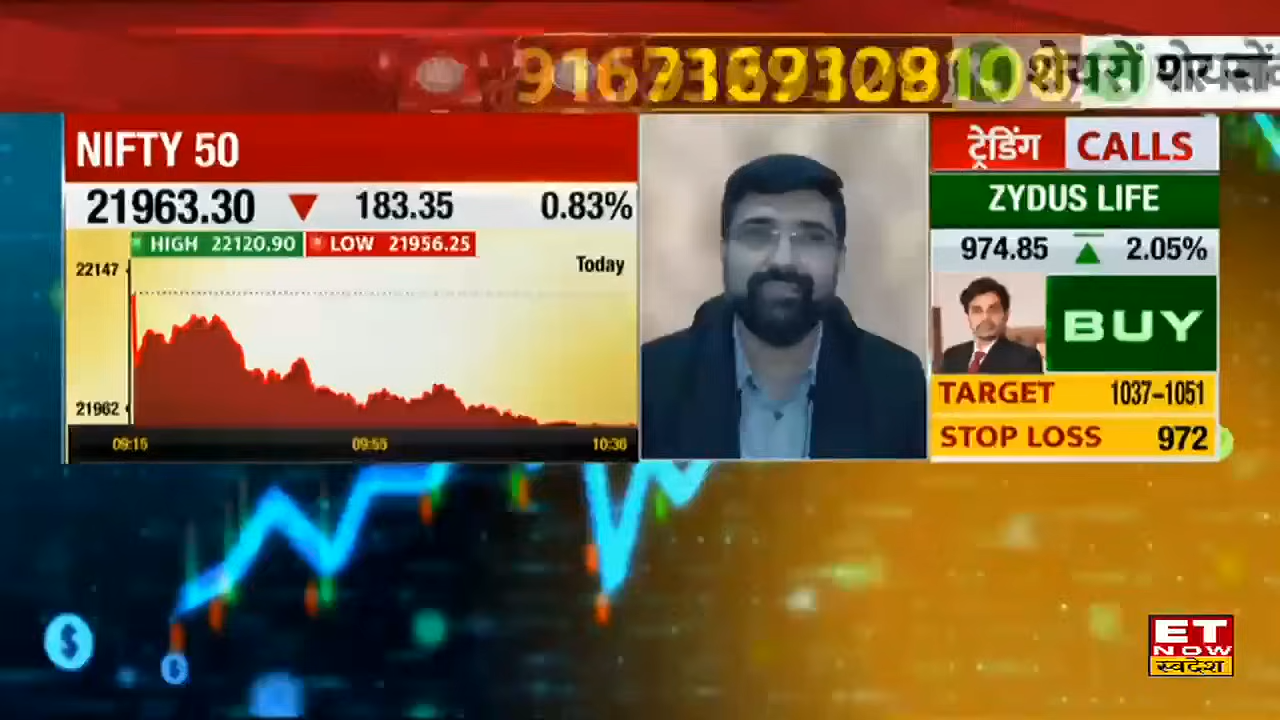 NIFTY 50
21963.30 ▼ 183.35 0.83%
HIGH 22120.90 LOW 21956.25
Today
22147
21962
09:15 09:55 10:36
ट्रेडिंग CALLS
ZYDUS LIFE
974.85 ▲ 2.05%
BUY
TARGET 1037-1051
STOP LOSS 972
ET
NOW
स्वदेश